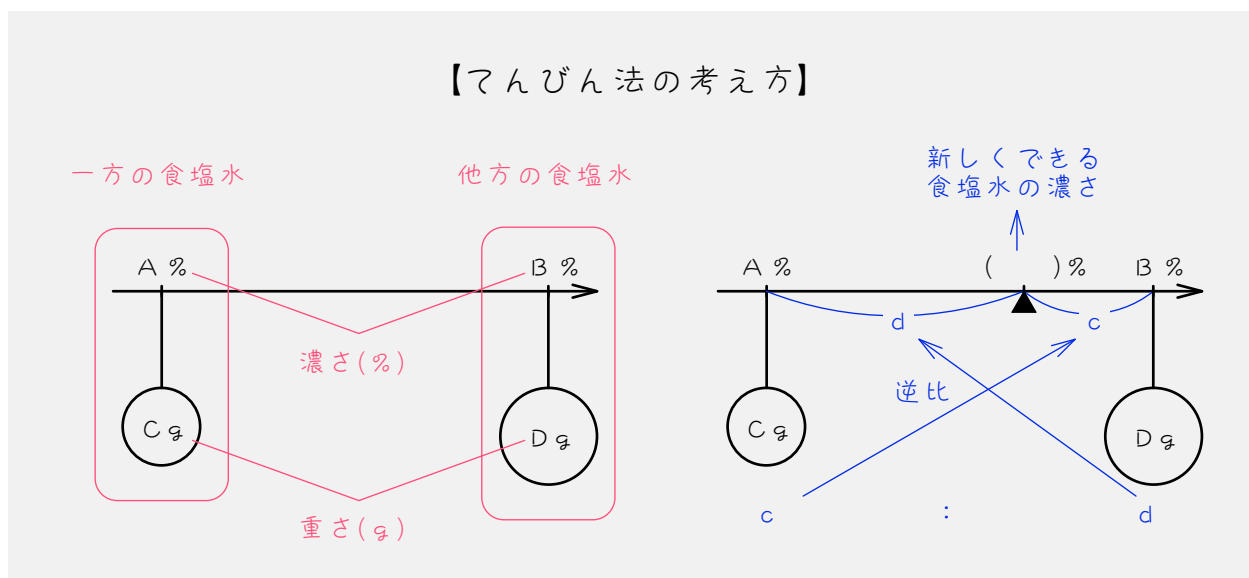 【てんびん法の考え方】
一方の食塩水
他方の食塩水
A %
B %
濃さ(%)
C g
D g
重さ(g)
新しくできる
食塩水の濃さ
A %
( )%
B %
d
c
逆比
C g
D g
c : d